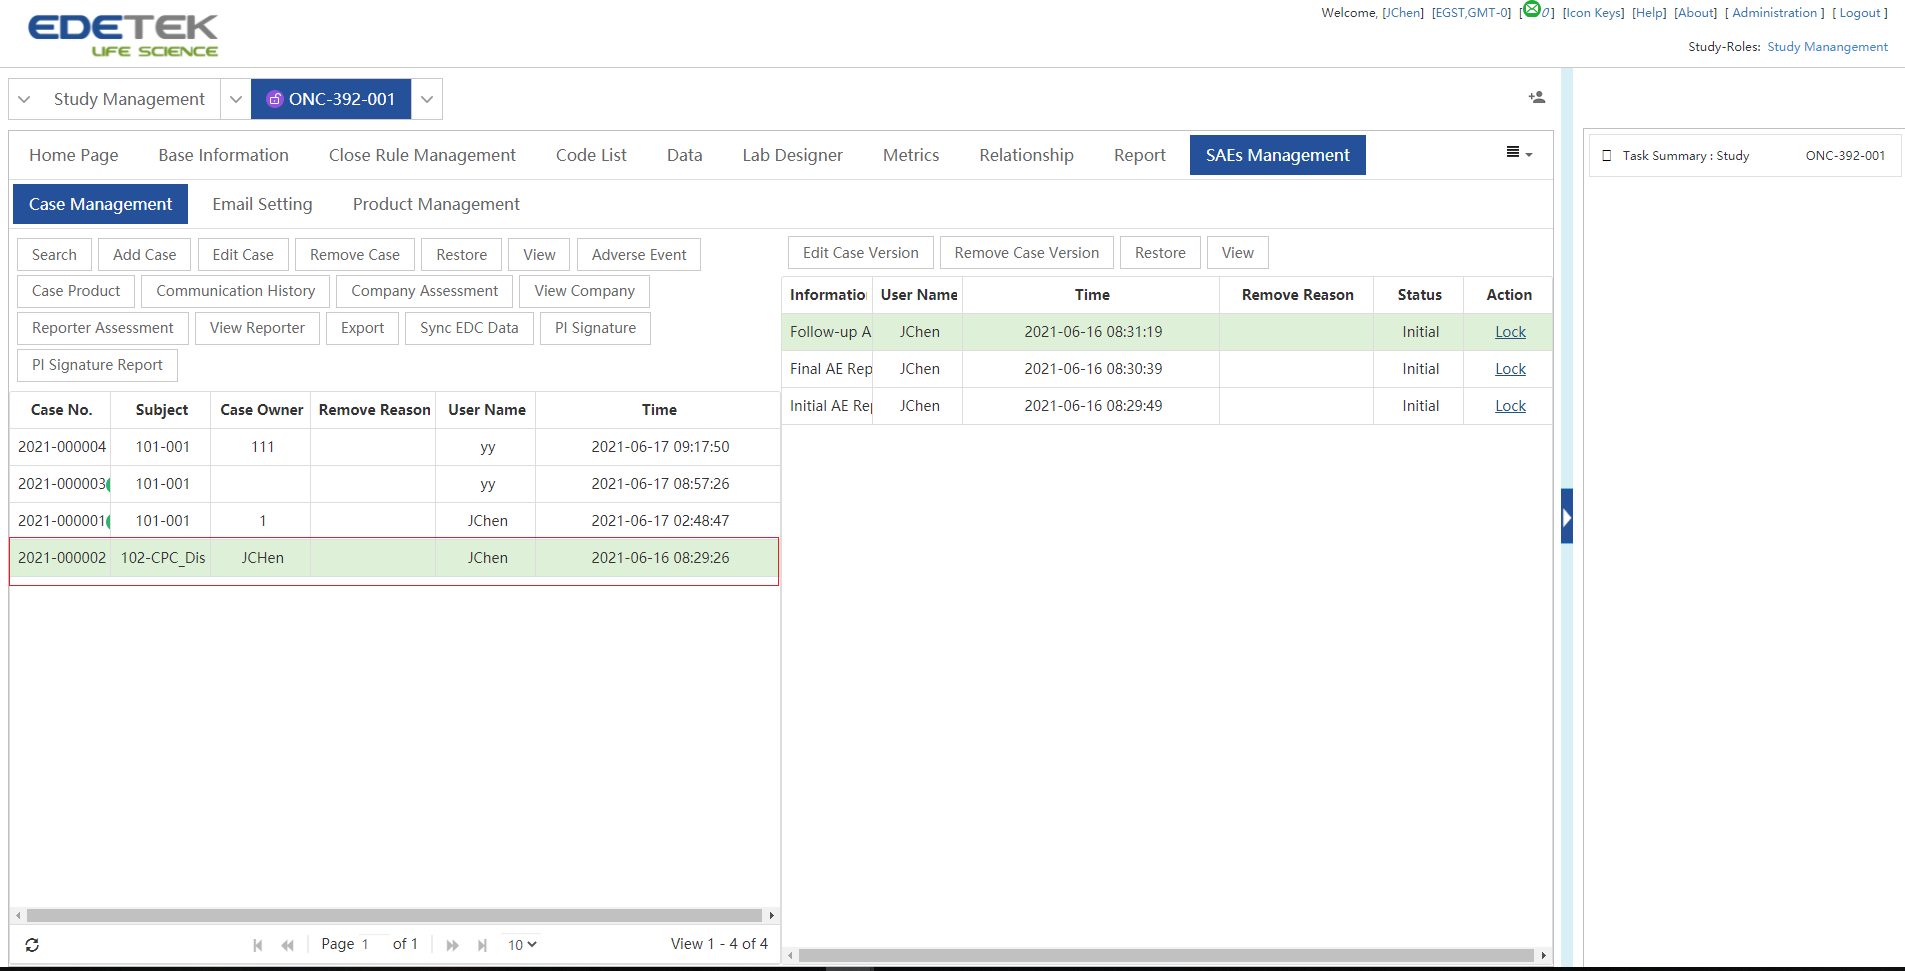 EDETEK
LIFE SCIENCE
Welcome, [JChen] [EGST,GMT-0] [0] [Icon Keys] [Help] [About] [ Administration ] [ Logout ]
Study-Roles: Study Manangement
Study Management ONC-392-001
Home Page Base Information Close Rule Management Code List Data Lab Designer Metrics Relationship Report SAEs Management
Task Summary : Study ONC-392-001
Case Management Email Setting Product Management
Search Add Case Edit Case Remove Case Restore View Adverse Event
Case Product Communication History Company Assessment View Company
Reporter Assessment View Reporter Export Sync EDC Data PI Signature
PI Signature Report
Case No. Subject Case Owner Remove Reason User Name Time
2021-000004 101-001 111 yy 2021-06-17 09:17:50
2021-000003 101-001 yy 2021-06-17 08:57:26
2021-000001 101-001 1 JChen 2021-06-17 02:48:47
2021-000002 102-CPC_Dis JCHen JChen 2021-06-16 08:29:26
Page 1 of 1 10 View 1 - 4 of 4
Edit Case Version Remove Case Version Restore View
Informatio User Name Time Remove Reason Status Action
Follow-up A JChen 2021-06-16 08:31:19 Initial Lock
Final AE Rep JChen 2021-06-16 08:30:39 Initial Lock
Initial AE Rep JChen 2021-06-16 08:29:49 Initial Lock